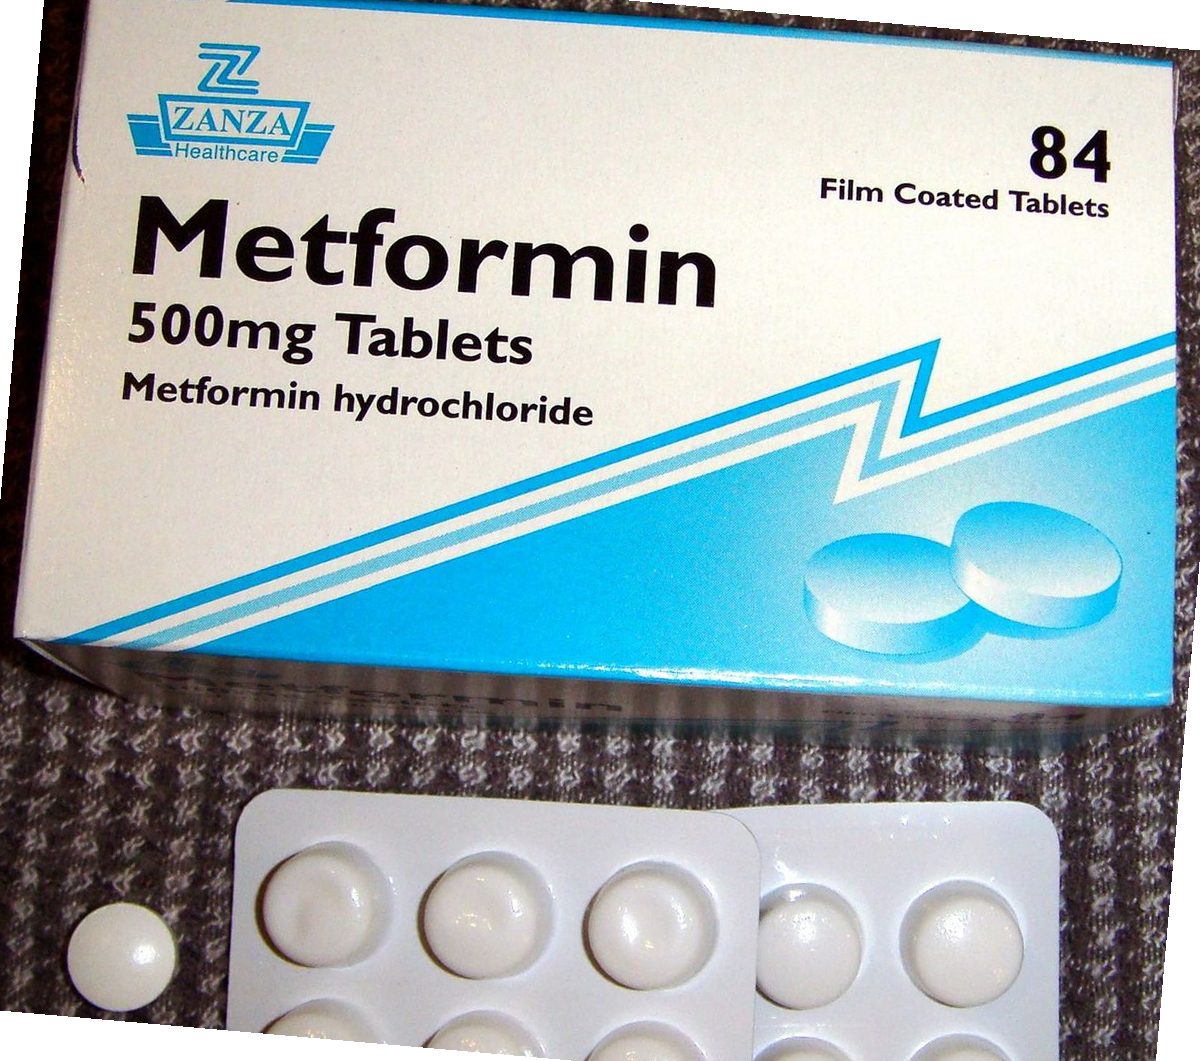 ZANZA
Healthcare
84
Film Coated Tablets
Metformin
500mg Tablets
Metformin hydrochloride